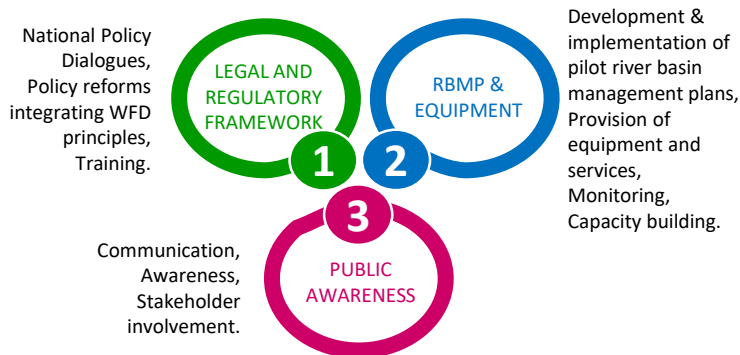 National Policy
Dialogues,
Policy reforms
integrating WFD
principles,
Training.
LEGAL AND
REGULATORY
FRAMEWORK
1
RBMP &
EQUIPMENT
2
Development &
implementation of
pilot river basin
management plans,
Provision of
equipment and
services,
Monitoring,
Capacity building.
3
PUBLIC
AWARENESS
Communication,
Awareness,
Stakeholder
involvement.